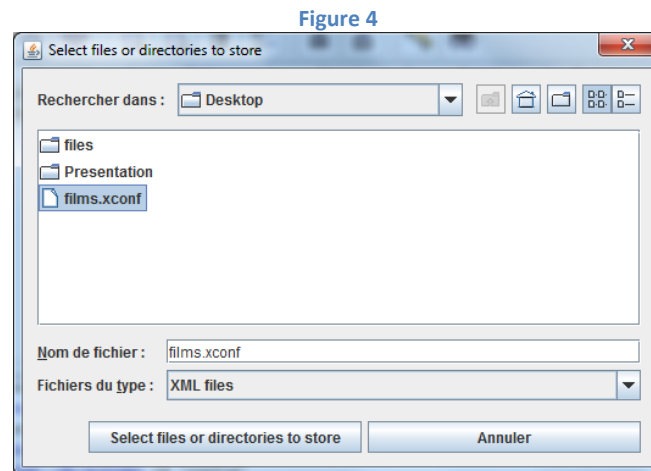 Figure 4
Select files or directories to store
Rechercher dans : Desktop
files
Presentation
films.xconf
Nom de fichier : films.xconf
Fichiers du type : XML files
Select files or directories to store Annuler